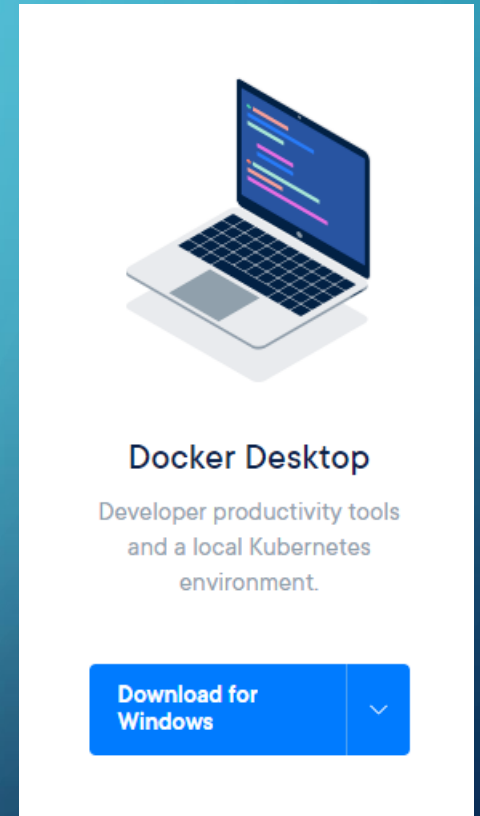 Docker Desktop
Developer productivity tools
and a local Kubernetes
environment.
Download for
Windows